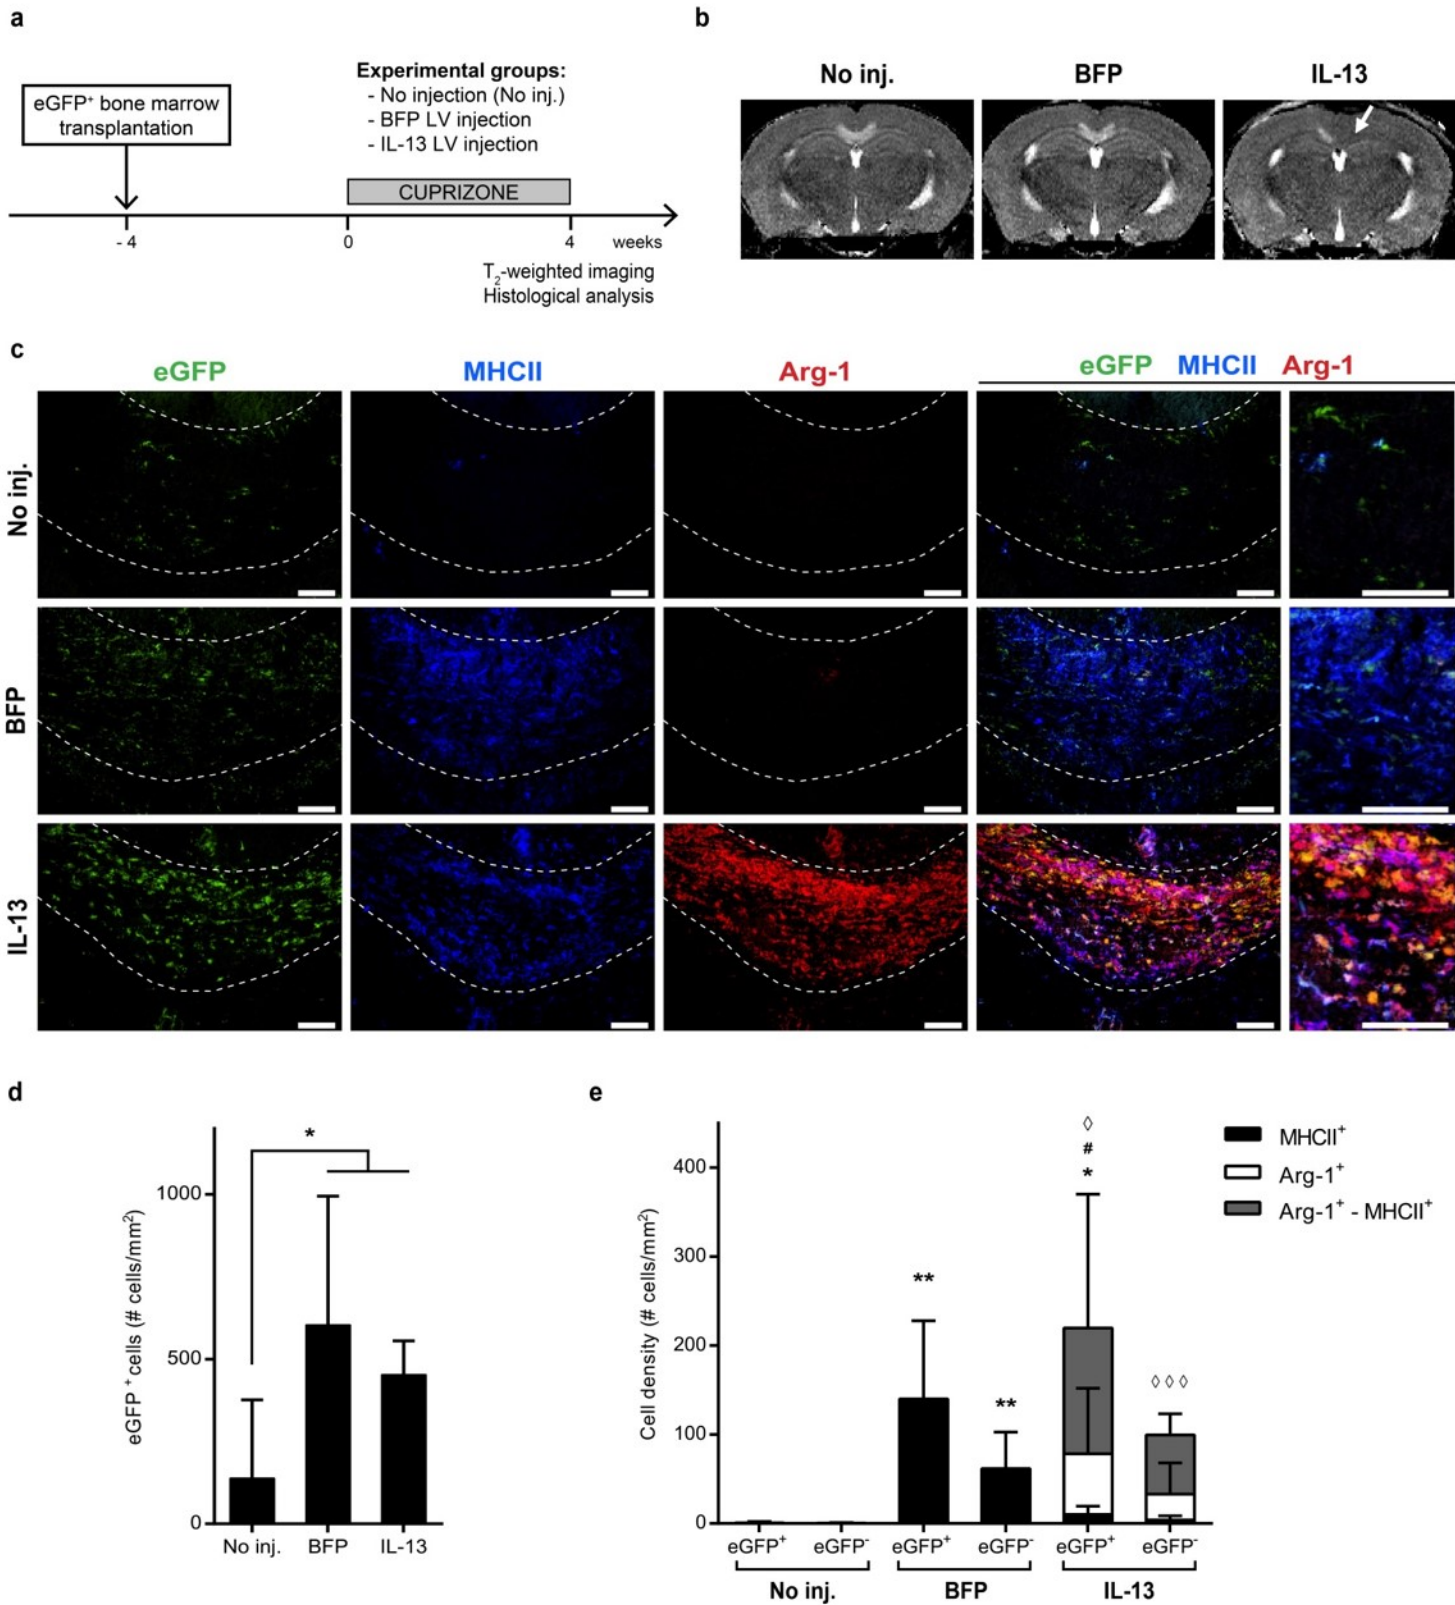 a
eGFP⁺ bone marrow
transplantation
Experimental groups:
- No injection (No inj.)
- BFP LV injection
- IL-13 LV injection
CUPRIZONE
- 4
0
4
weeks
T₂-weighted imaging
Histological analysis
b
No inj.
BFP
IL-13
c
eGFP
MHCII
Arg-1
eGFP MHCII Arg-1
No inj.
BFP
IL-13
d
*
1000
500
0
eGFP⁺ cells (# cells/mm²)
No inj.
BFP
IL-13
e
◊
#
*
**
**
◊◊◊
400
300
200
100
0
Cell density (# cells/mm²)
MHCII⁺
Arg-1⁺
Arg-1⁺ - MHCII⁺
eGFP⁺ eGFP⁻ eGFP⁺ eGFP⁻ eGFP⁺ eGFP⁻
No inj. BFP IL-13